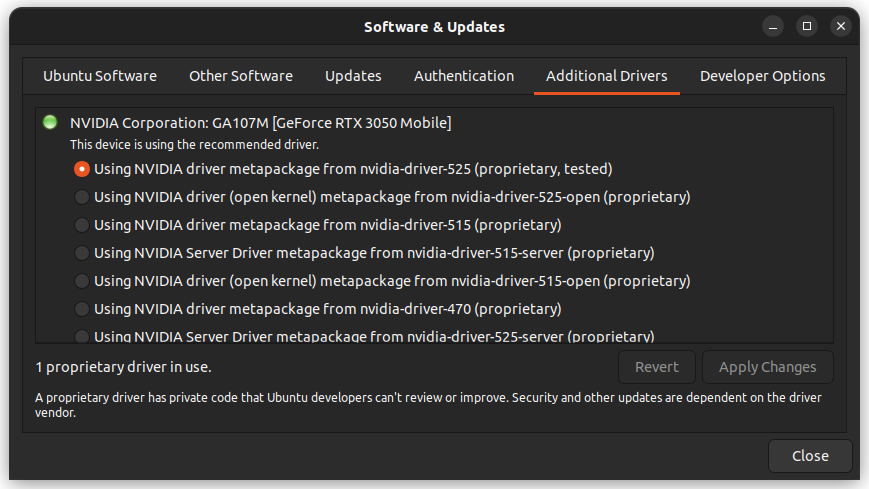 Software & Updates
Ubuntu Software Other Software Updates Authentication Additional Drivers Developer Options
NVIDIA Corporation: GA107M [GeForce RTX 3050 Mobile]
This device is using the recommended driver.
Using NVIDIA driver metapackage from nvidia-driver-525 (proprietary, tested)
Using NVIDIA driver (open kernel) metapackage from nvidia-driver-525-open (proprietary)
Using NVIDIA driver metapackage from nvidia-driver-515 (proprietary)
Using NVIDIA Server Driver metapackage from nvidia-driver-515-server (proprietary)
Using NVIDIA driver (open kernel) metapackage from nvidia-driver-515-open (proprietary)
Using NVIDIA driver metapackage from nvidia-driver-470 (proprietary)
Using NVIDIA Server Driver metapackage from nvidia-driver-525-server (proprietary)
1 proprietary driver in use.
Revert
Apply Changes
A proprietary driver has private code that Ubuntu developers can't review or improve. Security and other updates are dependent on the driver
vendor.
Close